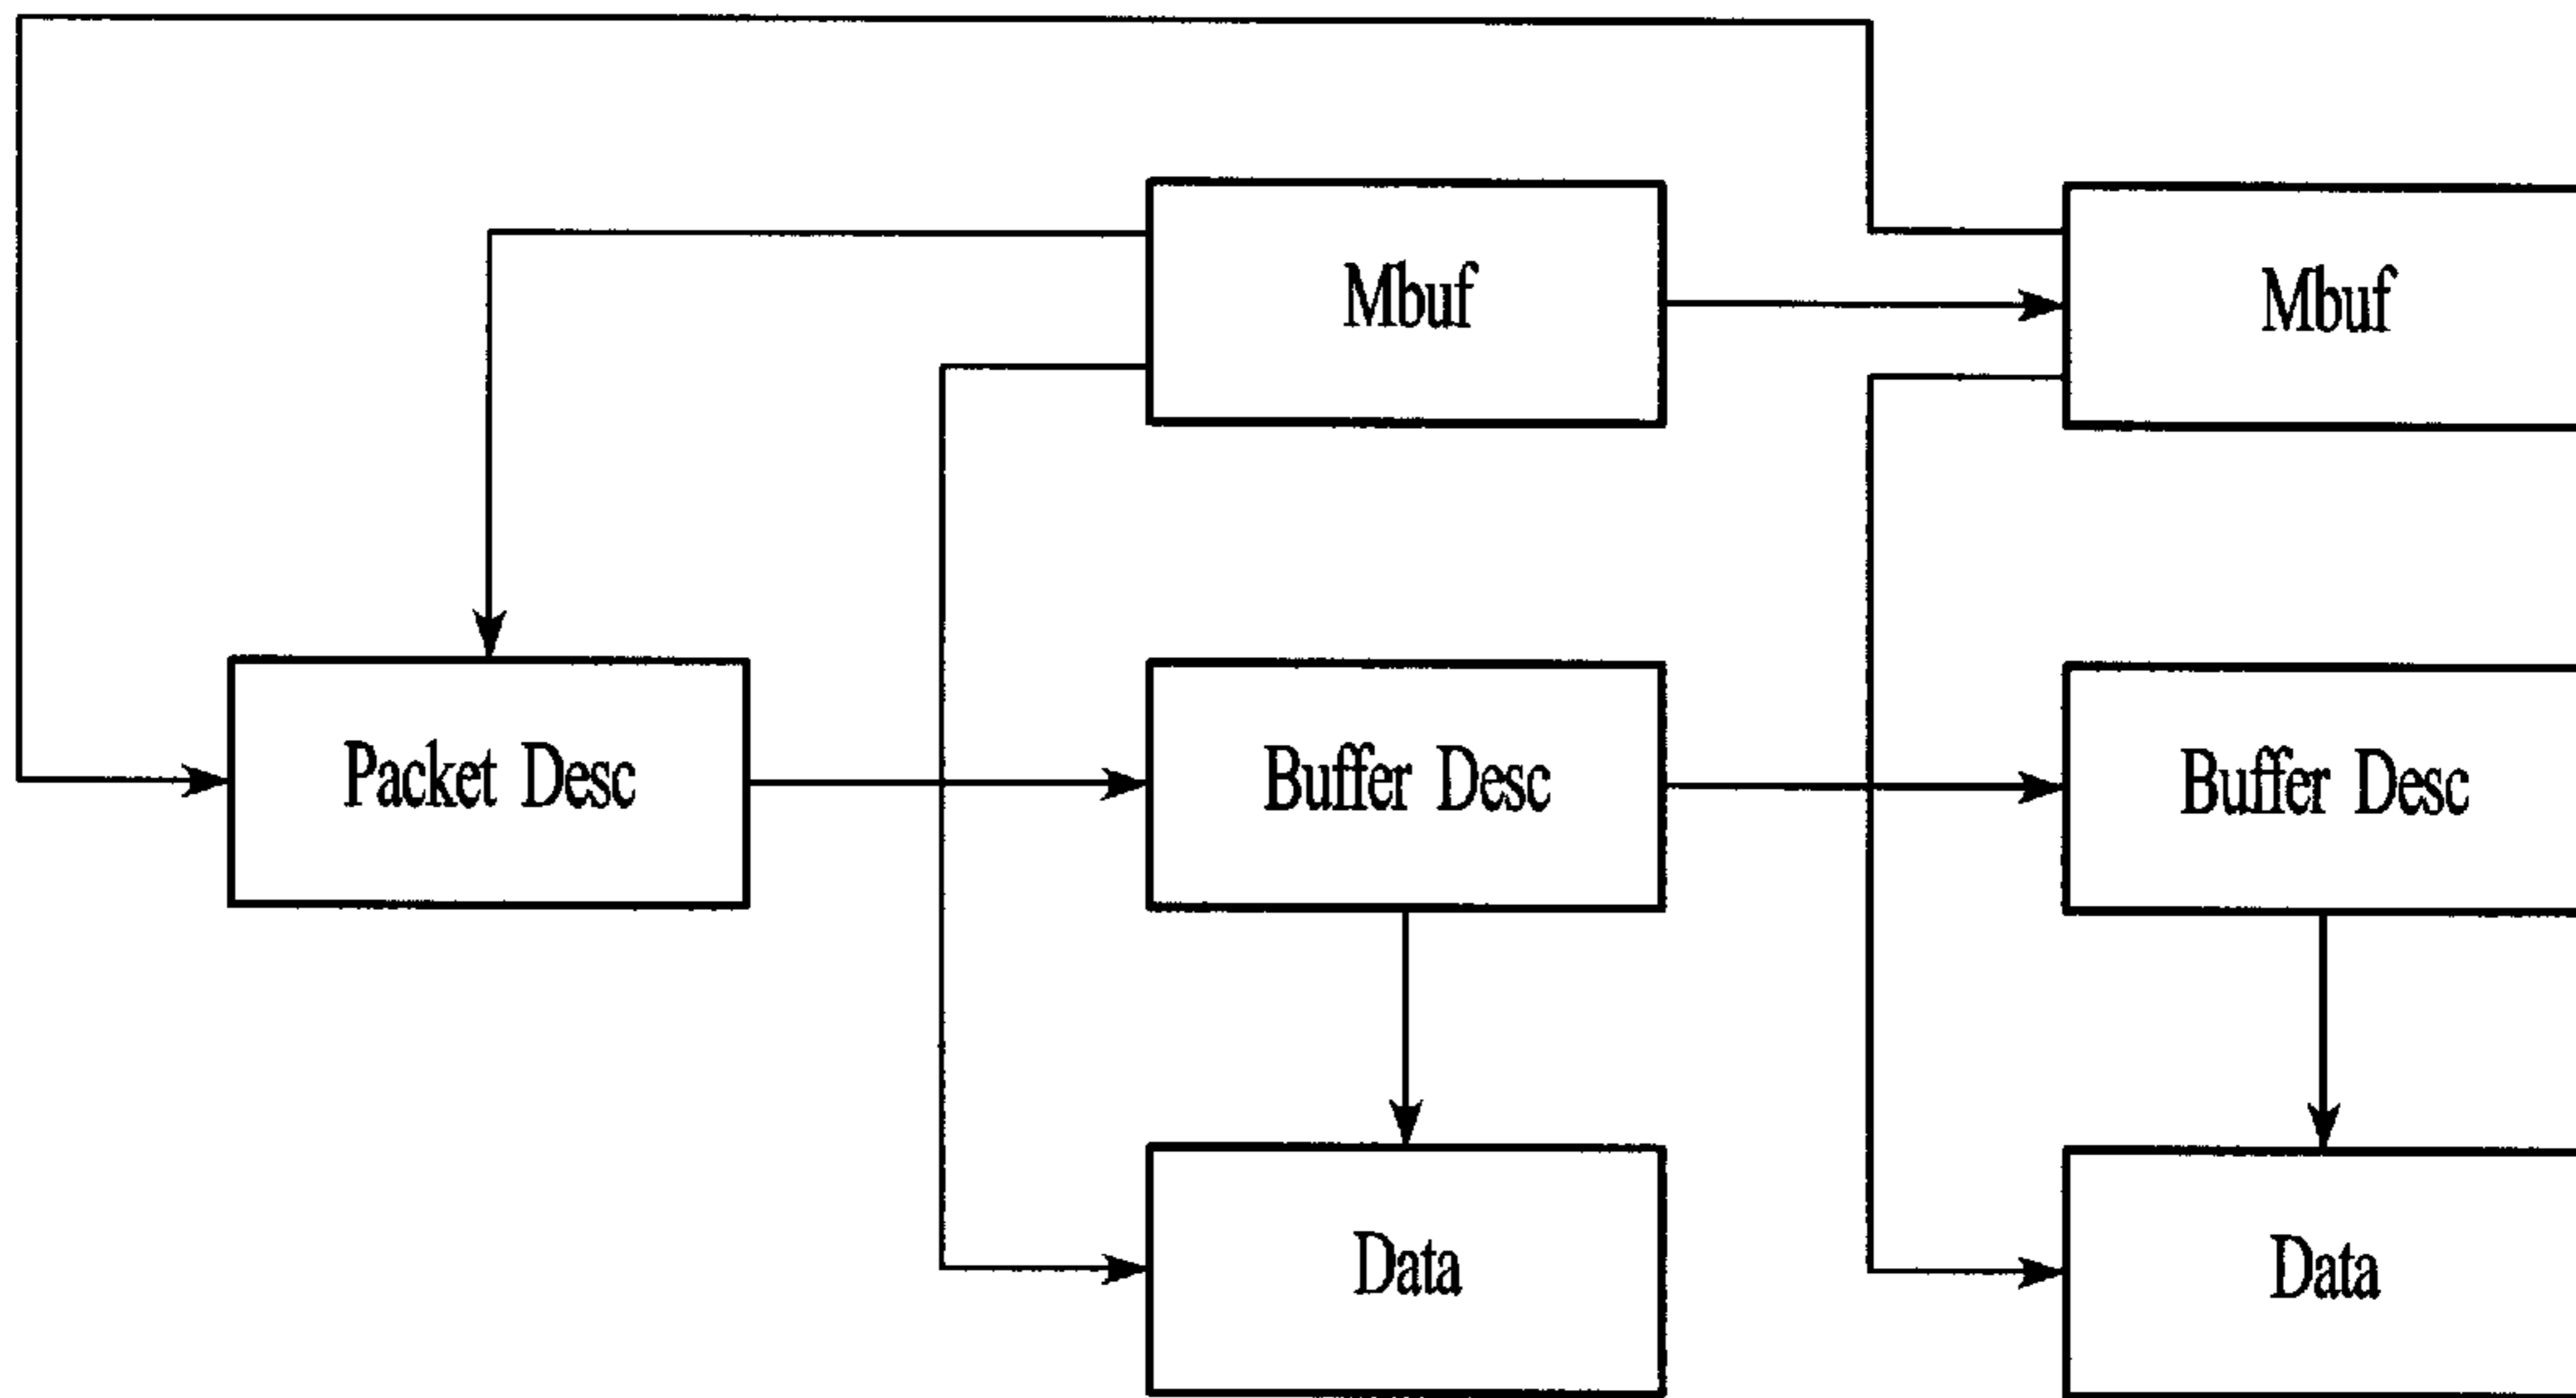 Mbuf
Mbuf
Packet Desc
Buffer Desc
Buffer Desc
Data
Data